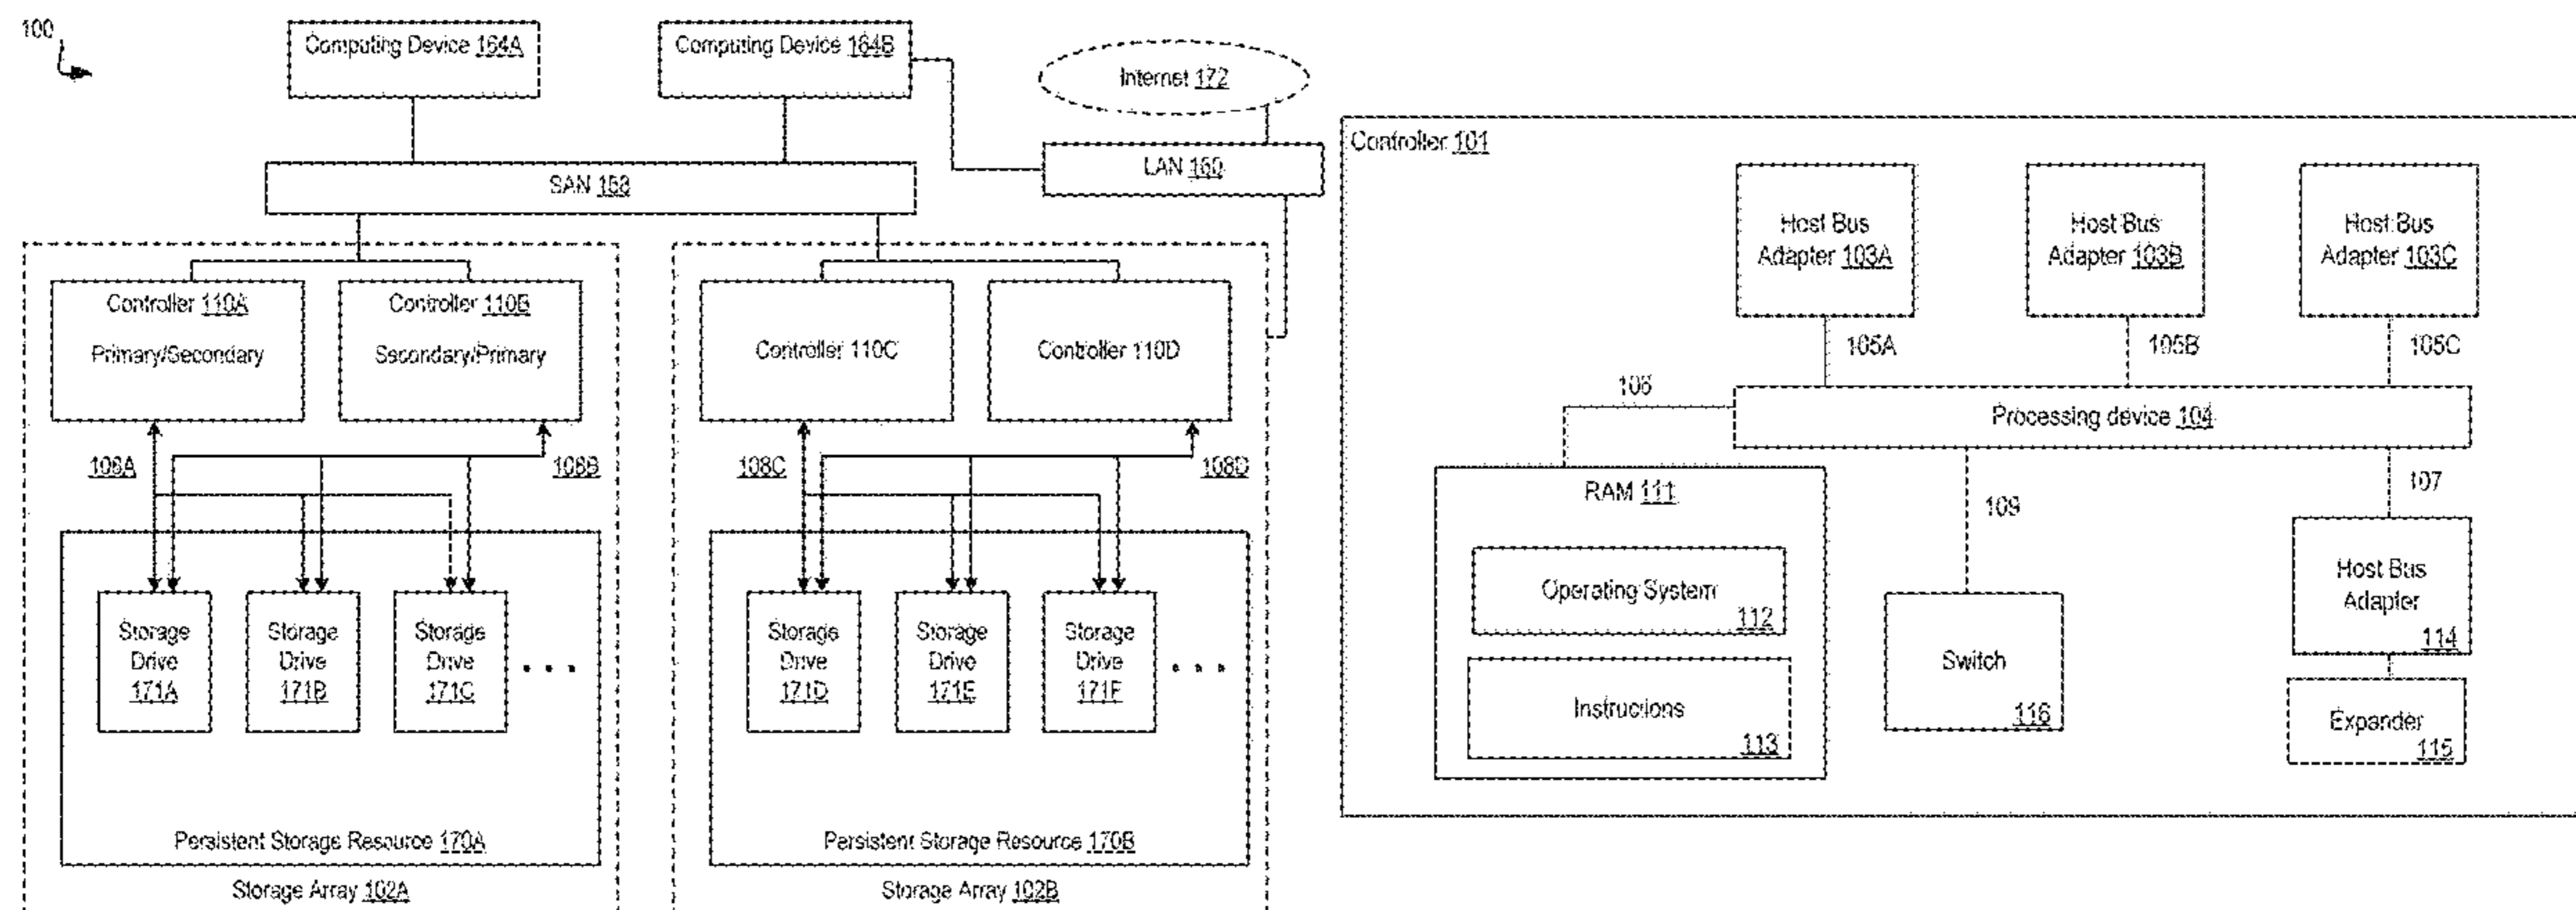 100
Computing Device 164A
Computing Device 164B
Internet 172
LAN 160
SAN 158
Controller 110A
Primary/Secondary
Controller 110B
Secondary/Primary
Controller 110C
Controller 110D
108A
108B
108C
108D
Storage
Drive
171A
Storage
Drive
171B
Storage
Drive
171C
. . .
Storage
Drive
171D
Storage
Drive
171E
Storage
Drive
171F
. . .
Persistent Storage Resource 170A
Persistent Storage Resource 170B
Storage Array 102A
Storage Array 102B
Controller 101
Host Bus
Adapter 103A
Host Bus
Adapter 103B
Host Bus
Adapter 103C
105A
105B
105C
106
Processing device 104
RAM 111
109
107
Operating System
112
Instructions
113
Switch
116
Host Bus
Adapter
114
Expander
115